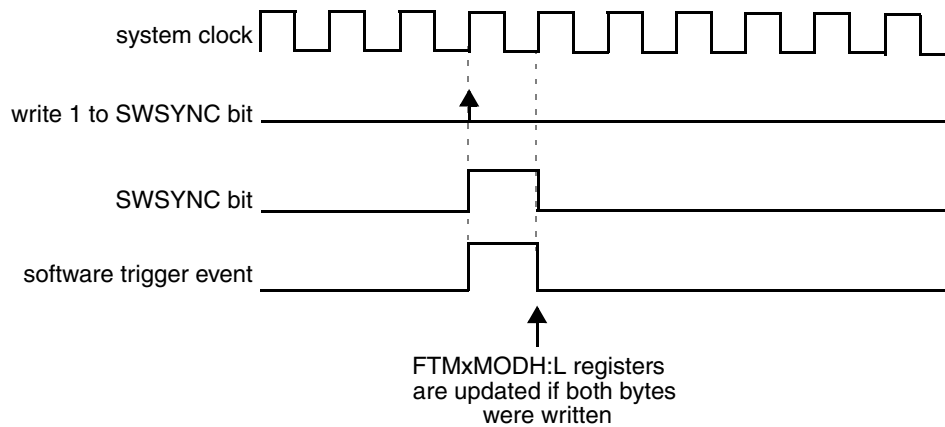 system clock
write 1 to SWSYNC bit
SWSYNC bit
software trigger event
FTMxMODH:L registers
are updated if both bytes
were written